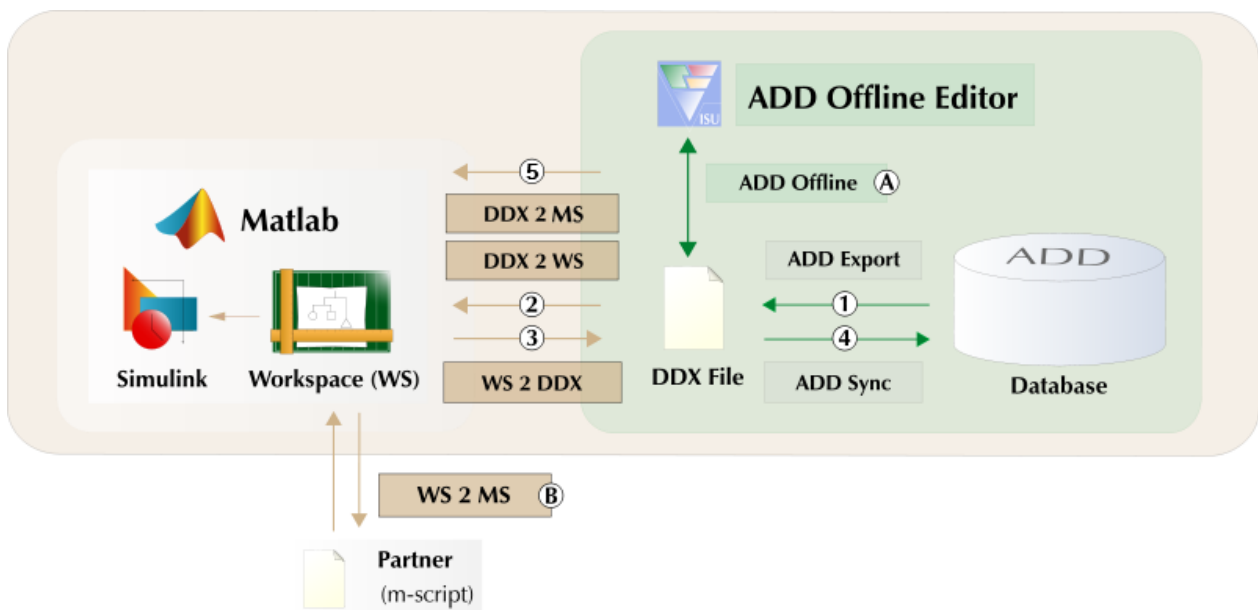 ISU
ADD Offline Editor
5
ADD Offline A
DDX 2 MS
Matlab
DDX 2 WS
ADD Export
ADD
2
1
3
4
Simulink
Workspace (WS)
WS 2 DDX
DDX File
ADD Sync
Database
WS 2 MS B
Partner
(m-script)